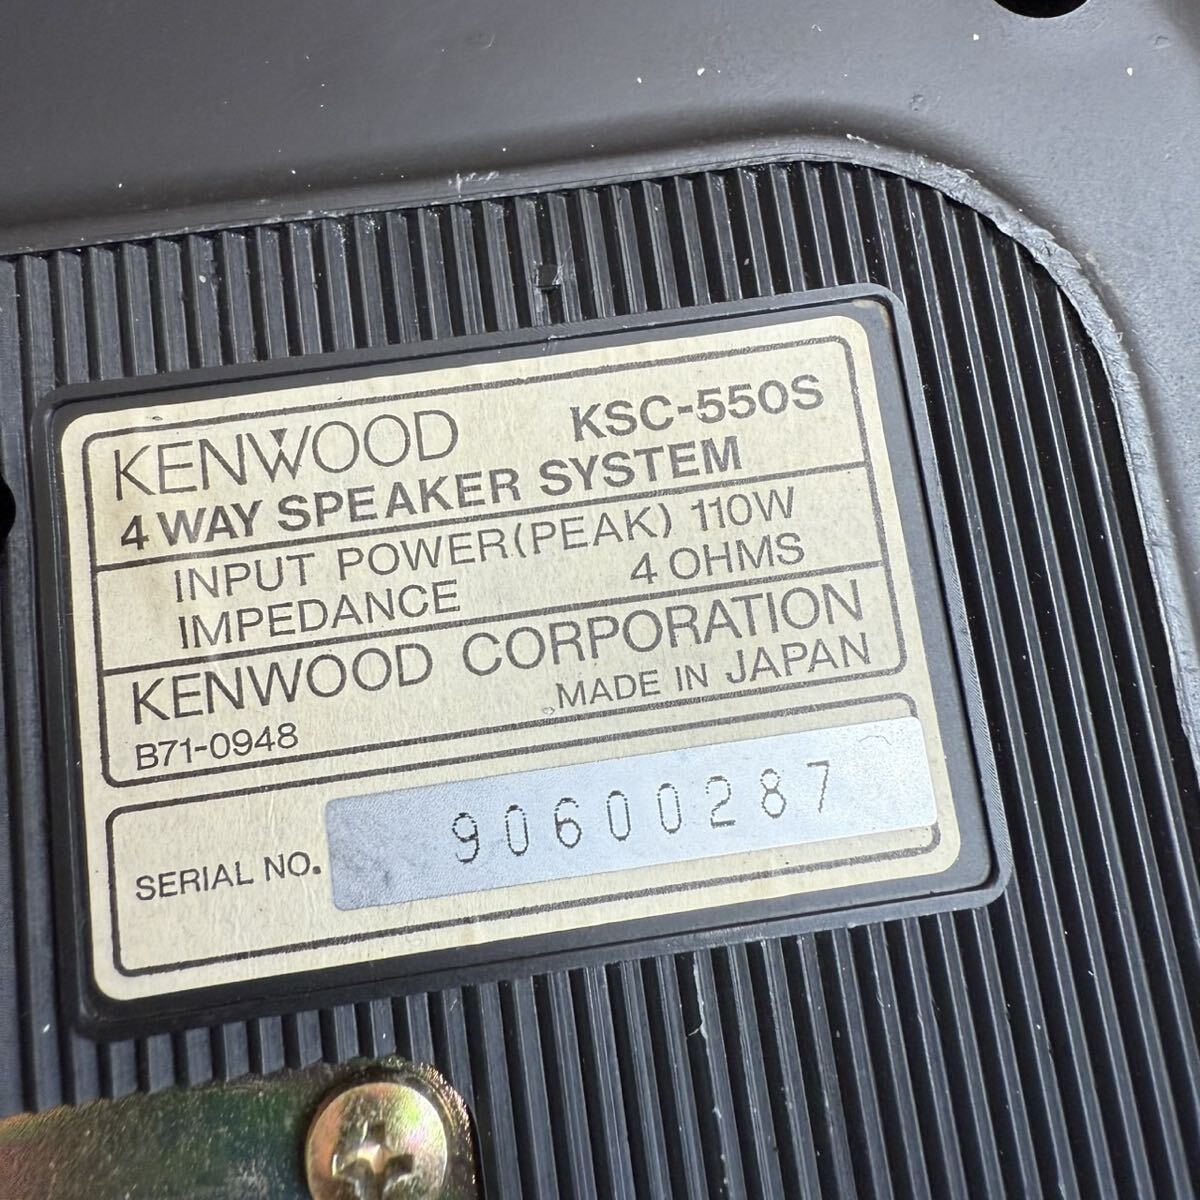 KENWOOD KSC-550S
4 WAY SPEAKER SYSTEM
INPUT POWER(PEAK) 110W
IMPEDANCE 4 OHMS
KENWOOD CORPORATION
B71-0948 MADE IN JAPAN
SERIAL NO. 90600287